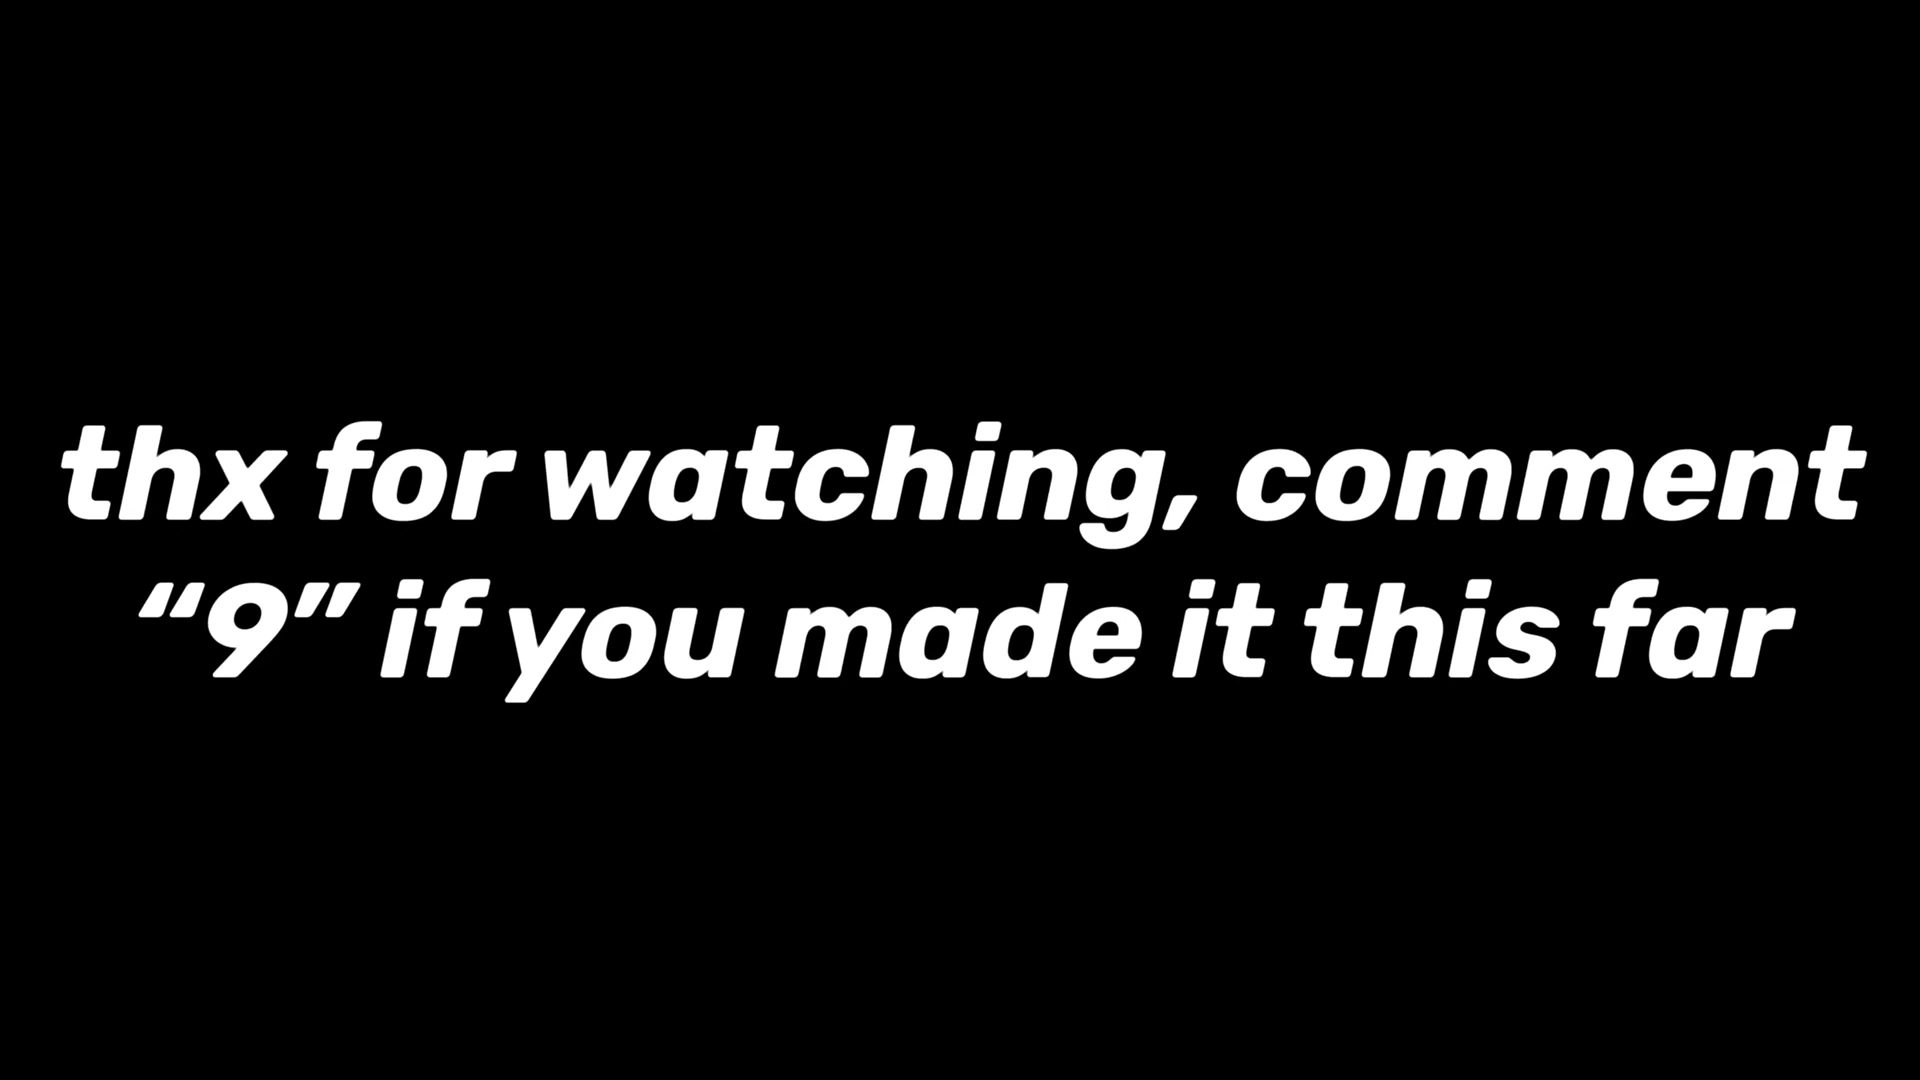 thx for watching, comment
“9” if you made it this far